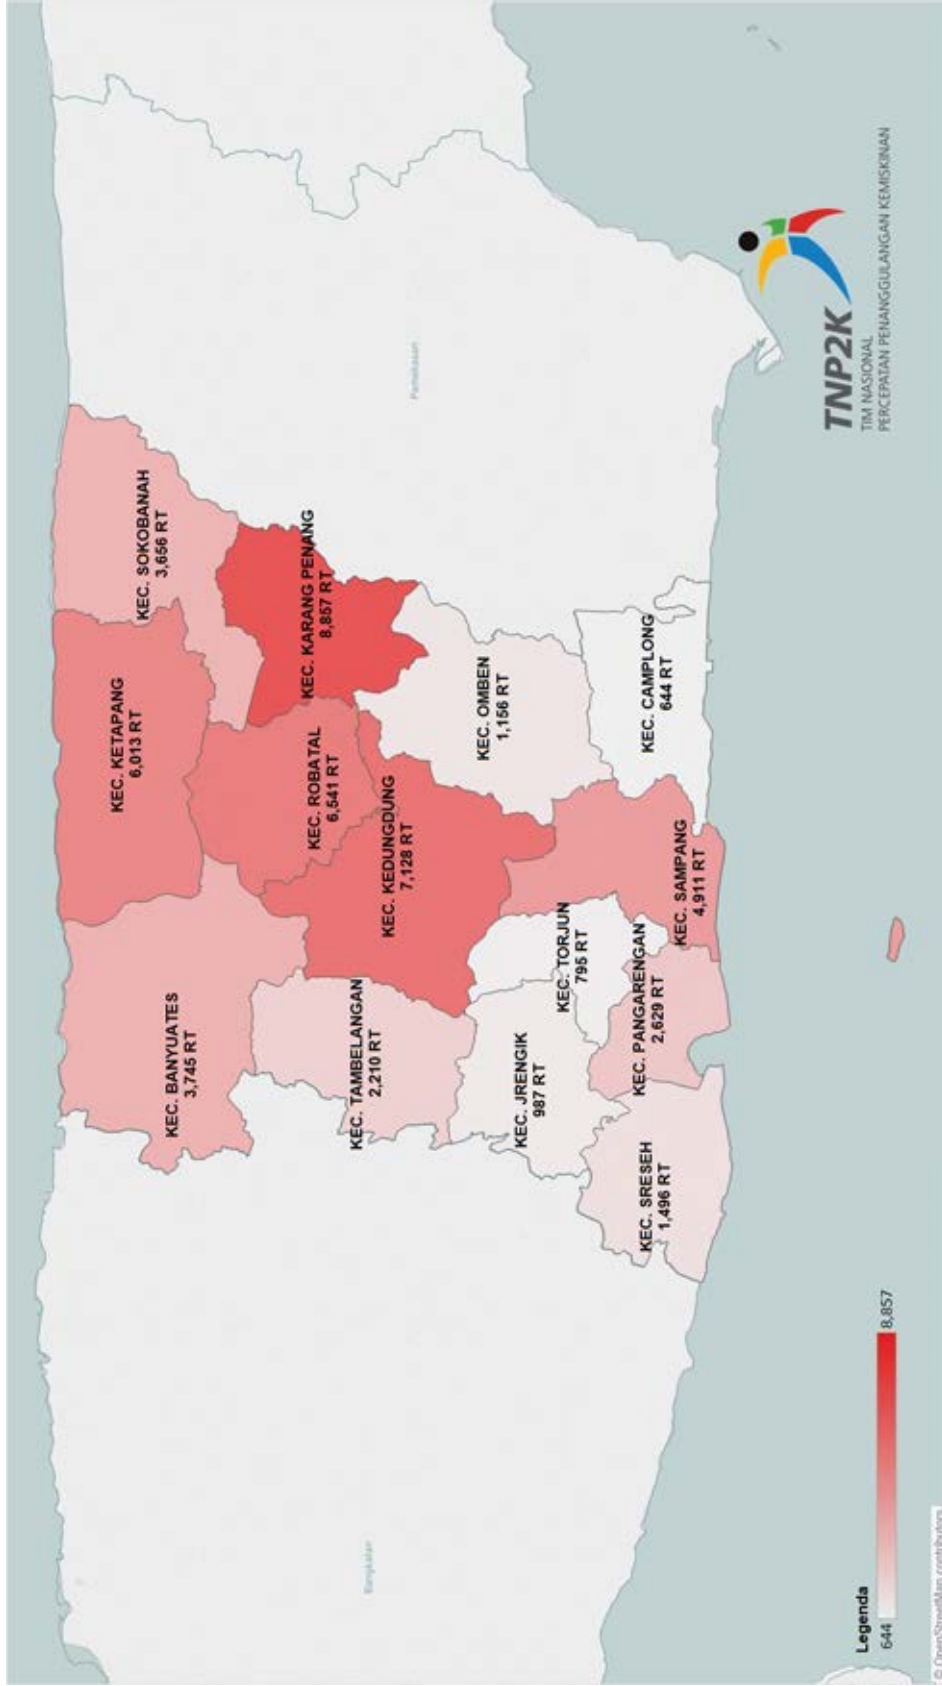 KEC. SOKOBANAH
3,656 RT
KEC. KETAPANG
6,013 RT
KEC. BANYUATES
3,745 RT
KEC. KARANG PENANG
8,857 RT
KEC. ROBATAL
6,541 RT
KEC. KEDUNGDUNG
7,128 RT
KEC. TAMBELANGAN
2,210 RT
KEC. OMBEN
1,156 RT
KEC. JRENGIK
987 RT
KEC. TORJUN
795 RT
KEC. CAMPLONG
644 RT
KEC. SAMPANG
4,911 RT
KEC. PANGARENGAN
2,629 RT
KEC. SRESEH
1,496 RT
Bangkalan
Pamekasan
Legenda
644
8,857
TNP2K
TIM NASIONAL
PERCEPATAN PENANGGULANGAN KEMISKINAN
© OpenStreetMap contributors